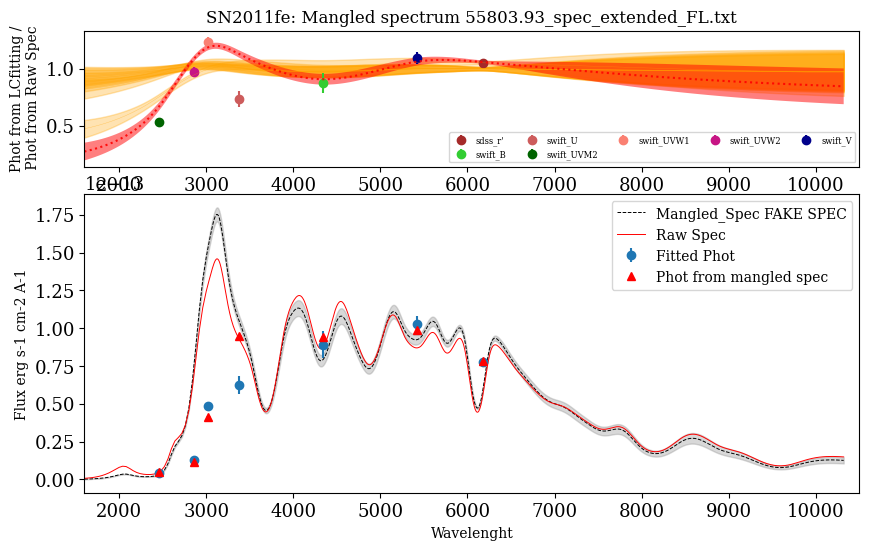 SN2011fe: Mangled spectrum 55803.93_spec_extended_FL.txt
Phot from LCfitting /
Phot from Raw Spec
1.0
0.5
sdss_r'
swift_B
swift_U
swift_UVM2
swift_UVW1
swift_UVW2
swift_V
2000 3000 4000 5000 6000 7000 8000 9000 10000
1e−13
Flux erg s-1 cm-2 A-1
1.75
1.50
1.25
1.00
0.75
0.50
0.25
0.00
Mangled_Spec FAKE SPEC
Raw Spec
Fitted Phot
Phot from mangled spec
2000 3000 4000 5000 6000 7000 8000 9000 10000
Wavelenght